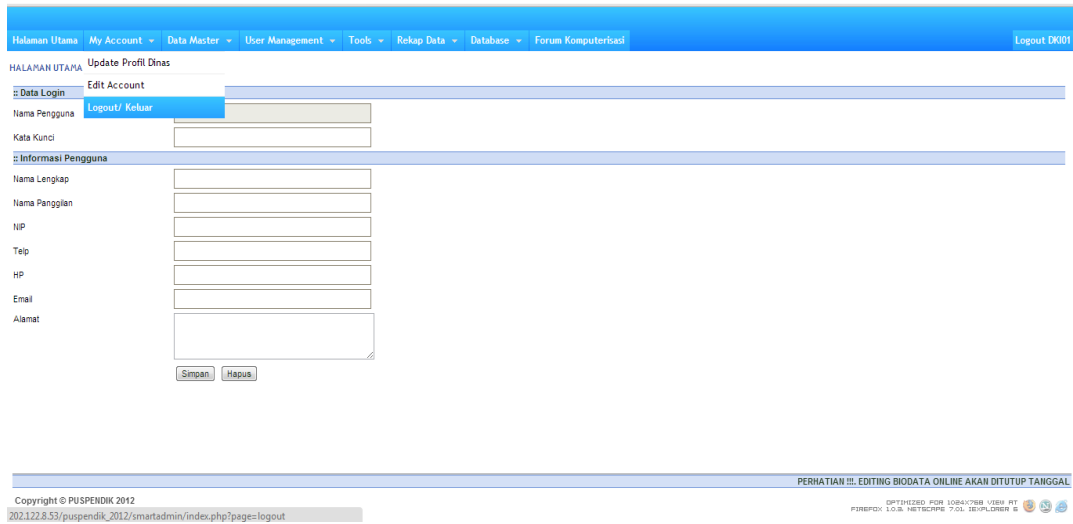 Halaman Utama My Account Data Master User Management Tools Rekap Data Database Forum Komputerisasi Logout DKI01
HALAMAN UTAMA
Update Profil Dinas
Edit Account
Logout/ Keluar
:: Data Login
Nama Pengguna
Kata Kunci
:: Informasi Pengguna
Nama Lengkap
Nama Panggilan
NIP
Telp
HP
Email
Alamat
Simpan Hapus
PERHATIAN !!!. EDITING BIODATA ONLINE AKAN DITUTUP TANGGAL
Copyright © PUSPENDIK 2012
OPTIMIZED FOR 1024X768 VIEW AT
FIREFOX 1.0.3, NETSCAPE 7.01, IEXPLORER 6
202.122.8.53/puspendik_2012/smartadmin/index.php?page=logout